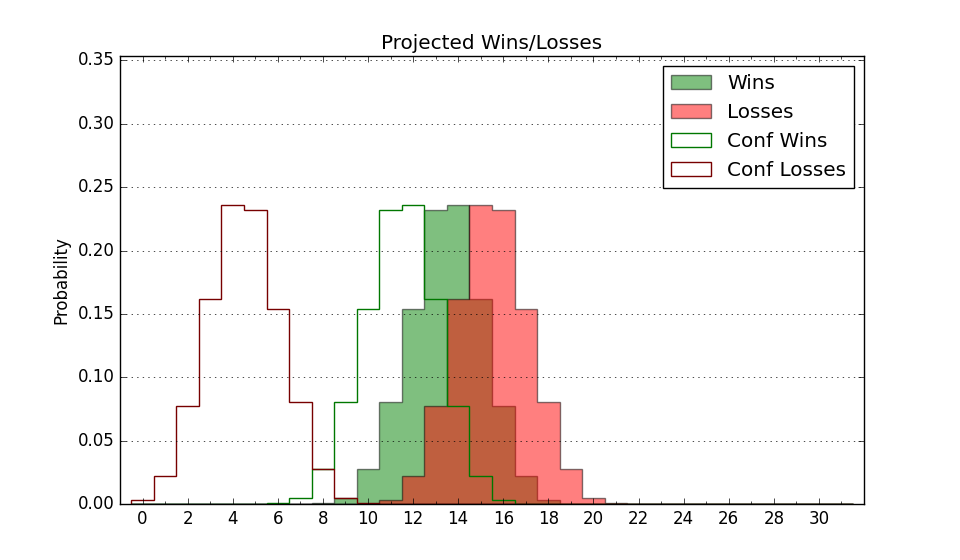 Projected Wins/Losses
0.35
0.30
0.25
0.20
0.15
0.10
0.05
0.00
Probability
Wins
Losses
Conf Wins
Conf Losses
0 2 4 6 8 10 12 14 16 18 20 22 24 26 28 30